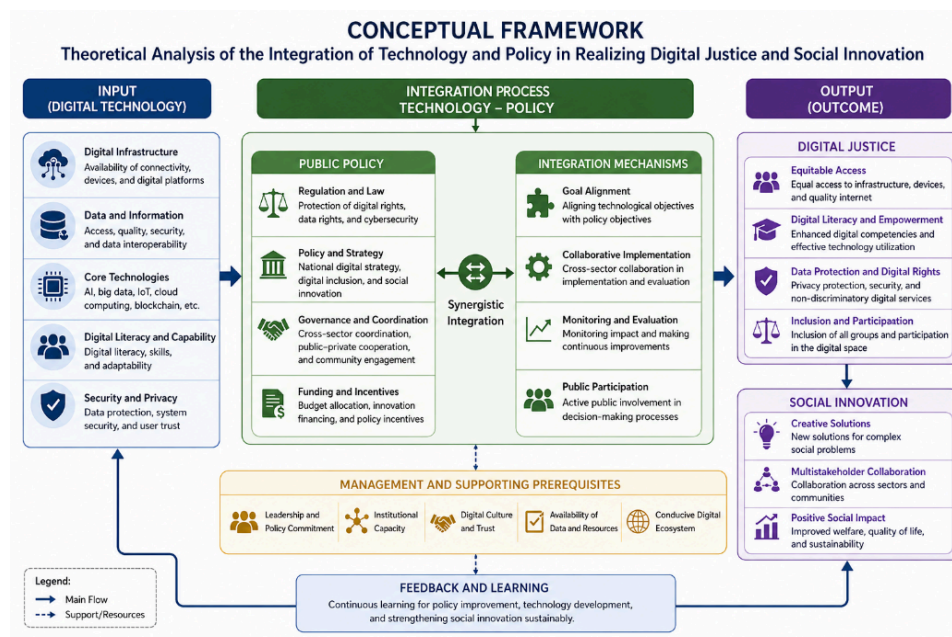 CONCEPTUAL FRAMEWORK
Theoretical Analysis of the Integration of Technology and Policy in Realizing Digital Justice and Social Innovation
INPUT
(DIGITAL TECHNOLOGY)
Digital Infrastructure
Availability of connectivity,
devices, and digital platforms
Data and Information
Access, quality, security,
and data interoperability
Core Technologies
AI, big data, IoT, cloud
computing, blockchain, etc.
Digital Literacy and Capability
Digital literacy, skills,
and adaptability
Security and Privacy
Data protection, system
security, and user trust
INTEGRATION PROCESS
TECHNOLOGY – POLICY
PUBLIC POLICY
Regulation and Law
Protection of digital rights,
data rights, and cybersecurity
Policy and Strategy
National digital strategy,
digital inclusion, and social
innovation
Governance and Coordination
Cross-sector coordination,
public-private cooperation,
and community engagement
Funding and Incentives
Budget allocation, innovation
financing, and policy incentives
Synergistic
Integration
INTEGRATION MECHANISMS
Goal Alignment
Aligning technological objectives
with policy objectives
Collaborative Implementation
Cross-sector collaboration in
implementation and evaluation
Monitoring and Evaluation
Monitoring impact and making
continuous improvements
Public Participation
Active public involvement in
decision-making processes
OUTPUT
(OUTCOME)
DIGITAL JUSTICE
Equitable Access
Equal access to infrastructure, devices,
and quality internet
Digital Literacy and Empowerment
Enhanced digital competencies and
effective technology utilization
Data Protection and Digital Rights
Privacy protection, security, and
non-discriminatory digital services
Inclusion and Participation
Inclusion of all groups and participation
in the digital space
SOCIAL INNOVATION
Creative Solutions
New solutions for complex
social problems
Multistakeholder Collaboration
Collaboration across sectors and
communities
Positive Social Impact
Improved welfare, quality of life,
and sustainability
MANAGEMENT AND SUPPORTING PREREQUISITES
Leadership and
Policy Commitment
Institutional
Capacity
Digital Culture
and Trust
Availability of
Data and Resources
Conducive Digital
Ecosystem
FEEDBACK AND LEARNING
Continuous learning for policy improvement, technology development,
and strengthening social innovation sustainably.
Legend:
Main Flow
Support/Resources